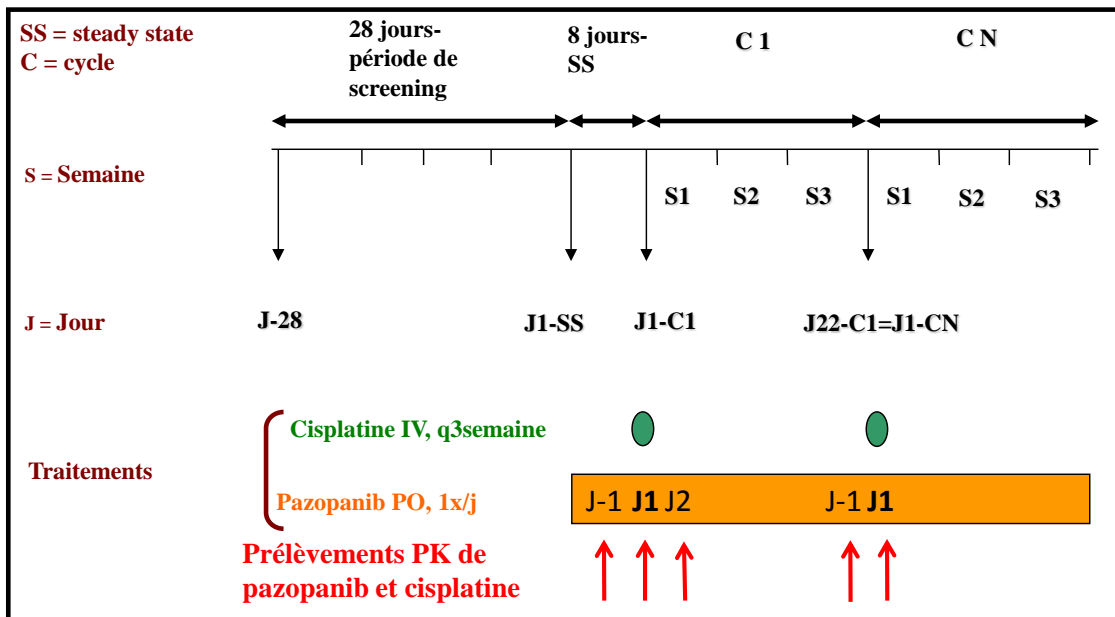 SS = steady state
C = cycle
28 jours-
période de
screening
8 jours-
SS
C 1
C N
S = Semaine
S1
S2
S3
S1
S2
S3
J = Jour
J-28
J1-SS
J1-C1
J22-C1=J1-CN
Traitements
Cisplatine IV, q3semaine
Pazopanib PO, 1x/j
J-1 J1 J2
J-1 J1
Prélèvements PK de
pazopanib et cisplatine